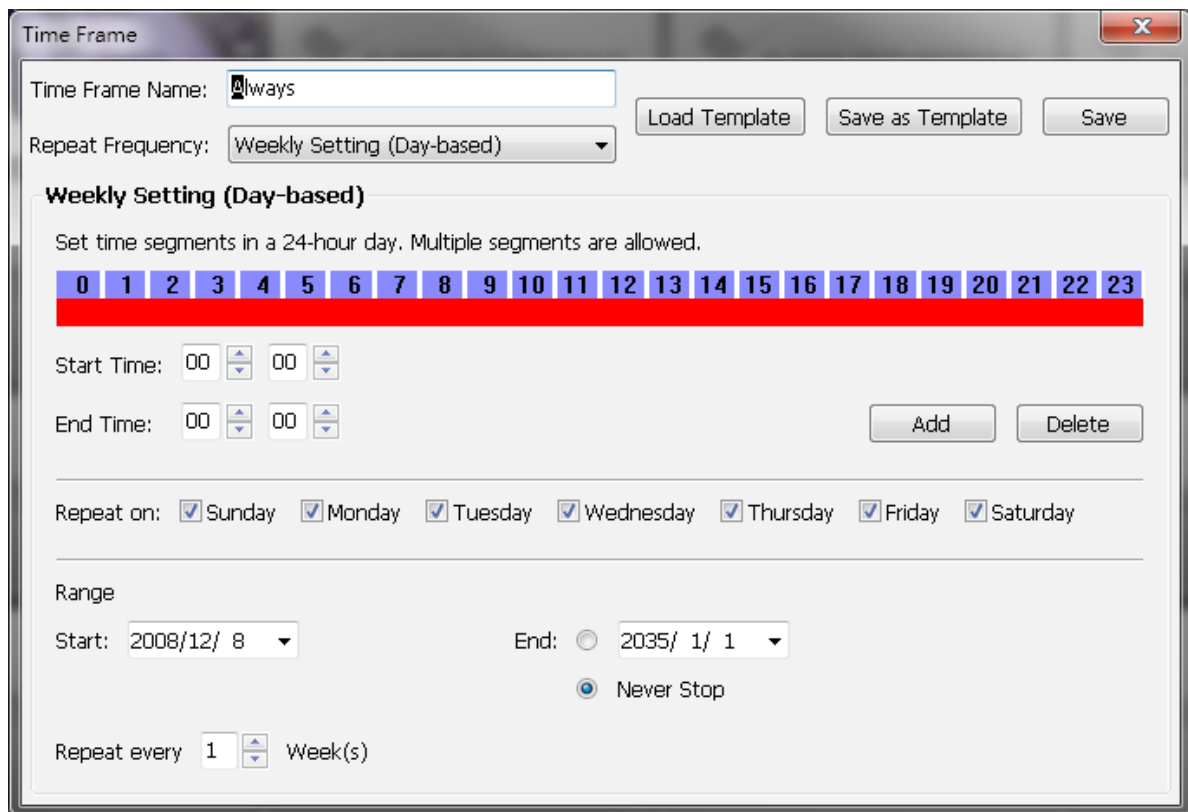 Time Frame
Time Frame Name: Always
Load Template Save as Template Save
Repeat Frequency: Weekly Setting (Day-based)
Weekly Setting (Day-based)
Set time segments in a 24-hour day. Multiple segments are allowed.
0 1 2 3 4 5 6 7 8 9 10 11 12 13 14 15 16 17 18 19 20 21 22 23
Start Time: 00 00
End Time: 00 00 Add Delete
Repeat on: Sunday Monday Tuesday Wednesday Thursday Friday Saturday
Range
Start: 2008/12/ 8 End: 2035/ 1/ 1
Never Stop
Repeat every 1 Week(s)